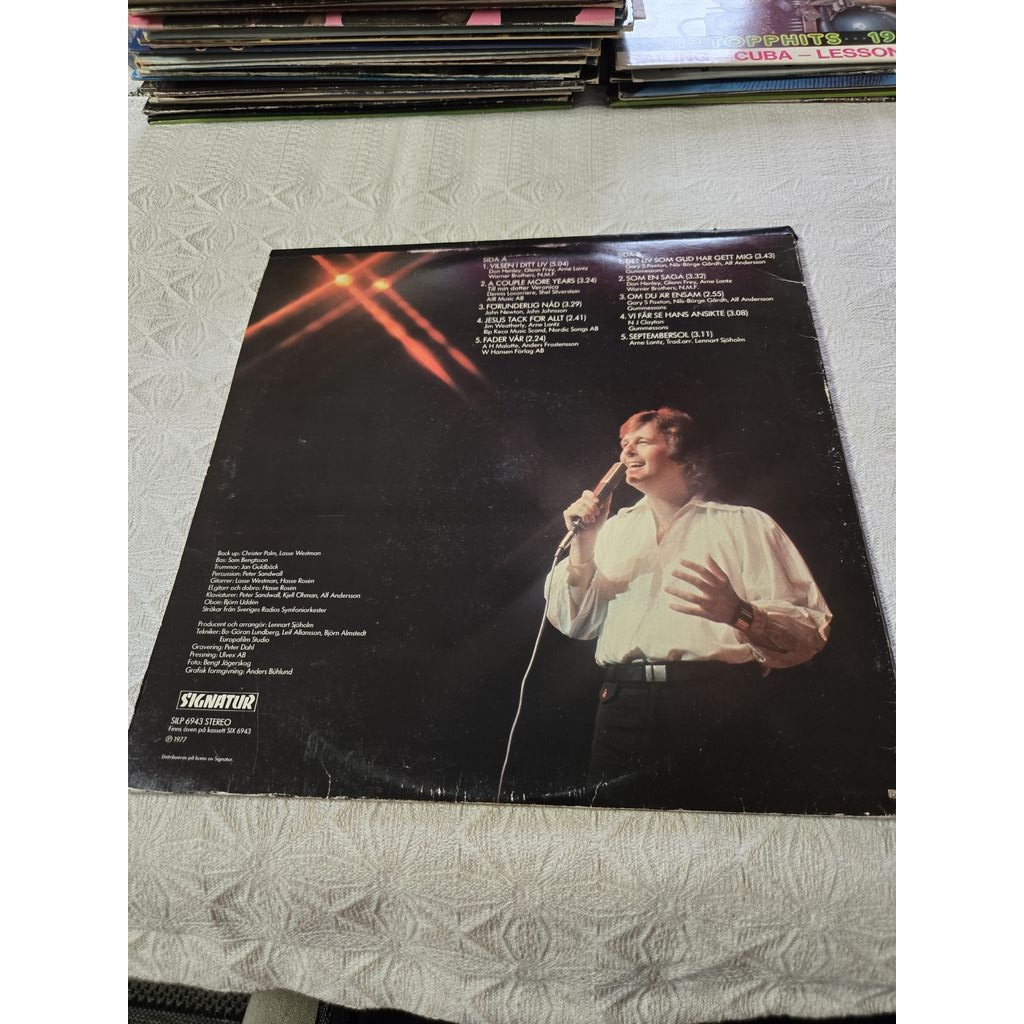 19 TOPPHITS 19
AILING CUBA – LESSON
SIDA A
1. VILSEN I DITT LIV (5.04)
Don Henley, Glenn Frey, Arne Lantz
Warner Brothers, N.M.F.
2. A COUPLE MORE YEARS (3.24)
Till min dotter Veronica
Dennis Locorriere, Shel Silverstein
AIR Music AB
3. FÖRUNDERLIG NÅD (3.29)
John Newton, John Johnson
4. JESUS TACK FÖR ALLT (2.41)
Jim Weatherly, Arne Lantz
Rip Keca Music Scand, Nordic Songs AB
5. FADER VÅR (2.24)
A H Malotte, Anders Frostensson
W Hansen Förlag AB
SIDA B
1. DET LIV SOM GUD HAR GETT MIG (3.43)
Gary S Paxton, Nils-Börge Gårdh, Alf Andersson
Gummessons
2. SOM EN SAGA (3.32)
Don Henley, Glenn Frey, Arne Lantz
Warner Brothers, N.M.F.
3. OM DU ÄR ENSAM (2.55)
Gary S Paxton, Nils-Börge Gårdh, Alf Andersson
Gummessons
4. VI FÅR SE HANS ANSIKTE (3.08)
N J Clayton
Gummessons
5. SEPTEMBERSOL (3.11)
Arne Lantz, Trad.arr. Lennart Sjöholm
Back up: Christer Palm, Lasse Westman
Bas: Sam Bengtsson
Trummor: Jan Guldbäck
Percussion: Peter Sandwall
Gitarrer: Lasse Westman, Hasse Rosén
El.gitarr och dobro: Hasse Rosén
Klaviaturer: Peter Sandwall, Kjell Öhman, Alf Andersson
Oboe: Björn Uddén
Stråkar från Sveriges Radios Symfoniorkester
Producent och arrangör: Lennart Sjöholm
Tekniker: Bo-Göran Lundberg, Leif Allansson, Björn Almstedt
Europafilm Studio
Gravering: Peter Dahl
Pressning: Ulvex AB
Foto: Bengt Jägerskog
Grafisk formgivning: Anders Bühlund
SIGNATUR
SILP 6943 STEREO
Finns även på kassett SIX 6943
℗ 1977
Distribueras på licens av Signatur.